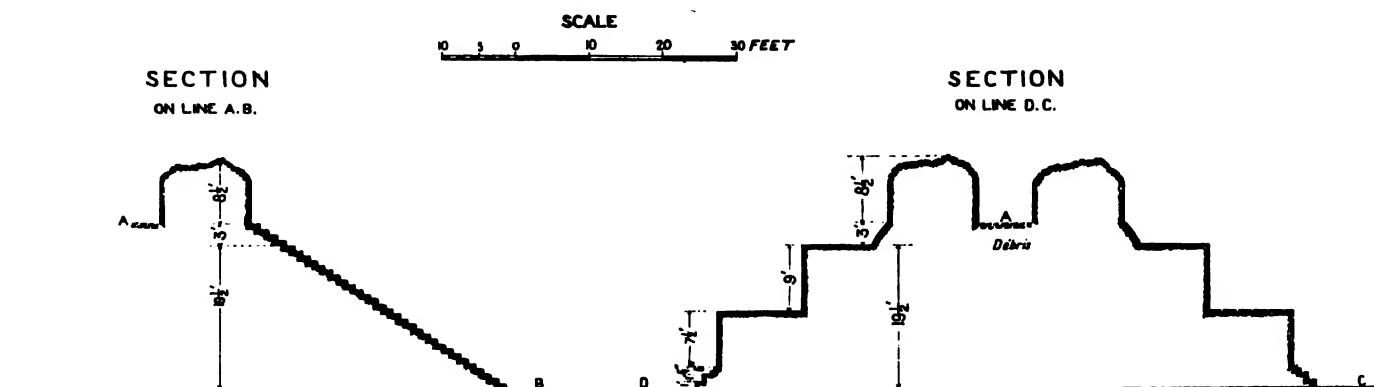 SCALE
10 5 0 10 20 30 FEET
SECTION
ON LINE A.B.
8½'
A
3'
19½'
B
SECTION
ON LINE D.C.
8½'
3'
A
Débris
9'
19½'
7½'
D
C